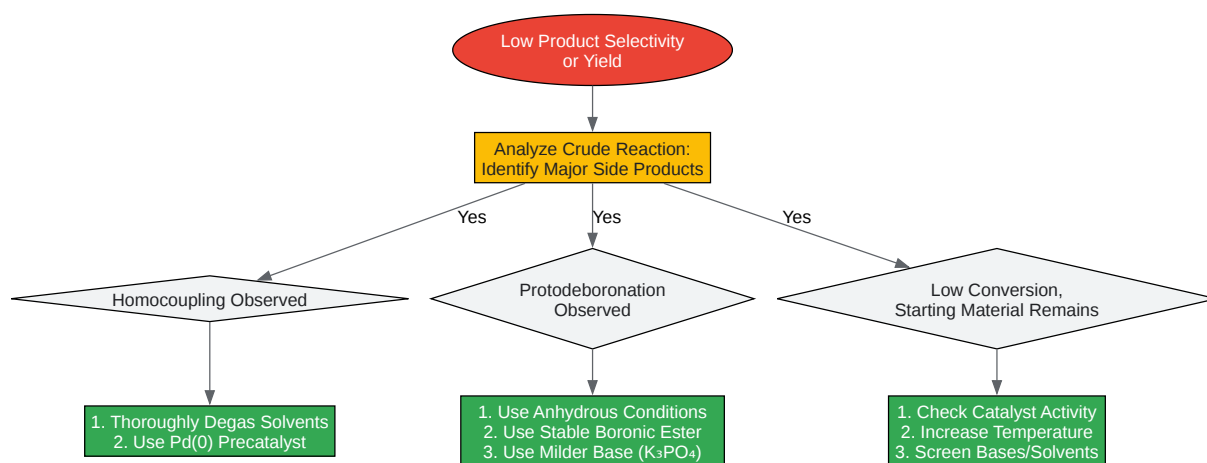 Low Product Selectivity
or Yield
Analyze Crude Reaction:
Identify Major Side Products
Yes
Yes
Yes
Homocoupling Observed
Protodeboronation
Observed
Low Conversion,
Starting Material Remains
1. Thoroughly Degas Solvents
2. Use Pd(0) Precatalyst
1. Use Anhydrous Conditions
2. Use Stable Boronic Ester
3. Use Milder Base (K₃PO₄)
1. Check Catalyst Activity
2. Increase Temperature
3. Screen Bases/Solvents